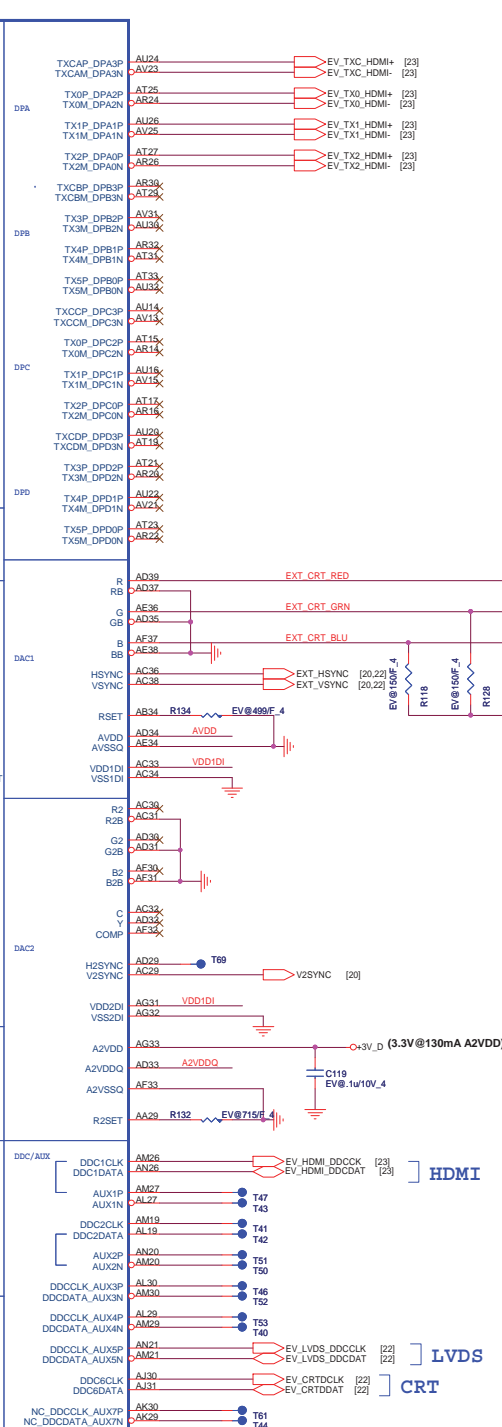 TXCAP_DPA3P AU24 EV_TXC_HDMI+ [23]
TXCAM_DPA3N AV23 EV_TXC_HDMI- [23]
TX0P_DPA2P AT25 EV_TX0_HDMI+ [23]
DPA TX0M_DPA2N AR24 EV_TX0_HDMI- [23]
TX1P_DPA1P AU26 EV_TX1_HDMI+ [23]
TX1M_DPA1N AV25 EV_TX1_HDMI- [23]
TX2P_DPA0P AT27 EV_TX2_HDMI+ [23]
TX2M_DPA0N AR26 EV_TX2_HDMI- [23]
TXCBP_DPB3P AR30
TXCBM_DPB3N AT29
TX3P_DPB2P AV31
TX3M_DPB2N AU30
DPB
TX4P_DPB1P AR32
TX4M_DPB1N AT31
TX5P_DPB0P AT33
TX5M_DPB0N AU32
TXCCP_DPC3P AU14
TXCCM_DPC3N AV13
TX0P_DPC2P AT15
TX0M_DPC2N AR14
DPC
TX1P_DPC1P AU16
TX1M_DPC1N AV15
TX2P_DPC0P AT17
TX2M_DPC0N AR16
TXCDP_DPD3P AU20
TXCDM_DPD3N AT19
TX3P_DPD2P AT21
TX3M_DPD2N AR20
DPD
TX4P_DPD1P AU22
TX4M_DPD1N AV21
TX5P_DPD0P AT23
TX5M_DPD0N AR22
R AD39 EXT_CRT_RED
RB AD37
G AE36 EXT_CRT_GRN
GB AD35
B AF37 EXT_CRT_BLU
BB AE38
DAC1
HSYNC AC36 EXT_HSYNC [20,22]
VSYNC AC38 EXT_VSYNC [20,22]
EV@150/F_4
R118
EV@150/F_4
R128
RSET AB34 R134 EV@499/F_4
AVDD AD34 AVDD
AVSSQ AE34
VDD1DI AC33 VDD1DI
VSS1DI AC34
R2 AC30
R2B AC31
G2 AD30
G2B AD31
B2 AF30
B2B AF31
C AC32
Y AD32
COMP AF32
DAC2
H2SYNC AD29 T69
V2SYNC AC29 V2SYNC [20]
VDD2DI AG31 VDD1DI
VSS2DI AG32
A2VDD AG33 +3V_D (3.3V@130mA A2VDD)
A2VDDQ AD33 A2VDDQ
C119
EV@.1u/10V_4
A2VSSQ AF33
R2SET AA29 R132 EV@715/F_4
DDC/AUX
DDC1CLK AM26 EV_HDMI_DDCCK [23]
DDC1DATA AN26 EV_HDMI_DDCDAT [23]
HDMI
AUX1P AM27 T47
AUX1N AL27 T43
DDC2CLK AM19 T41
DDC2DATA AL19 T42
AUX2P AN20 T51
AUX2N AM20 T50
DDCCLK_AUX3P AL30 T46
DDCDATA_AUX3N AM30 T52
DDCCLK_AUX4P AL29 T53
DDCDATA_AUX4N AM29 T40
DDCCLK_AUX5P AN21 EV_LVDS_DDCCLK [22]
DDCDATA_AUX5N AM21 EV_LVDS_DDCDAT [22]
LVDS
DDC6CLK AJ30 EV_CRTDCLK [22]
DDC6DATA AJ31 EV_CRTDDAT [22]
CRT
NC_DDCCLK_AUX7P AK30 T61
NC_DDCDATA_AUX7N AK29 T44